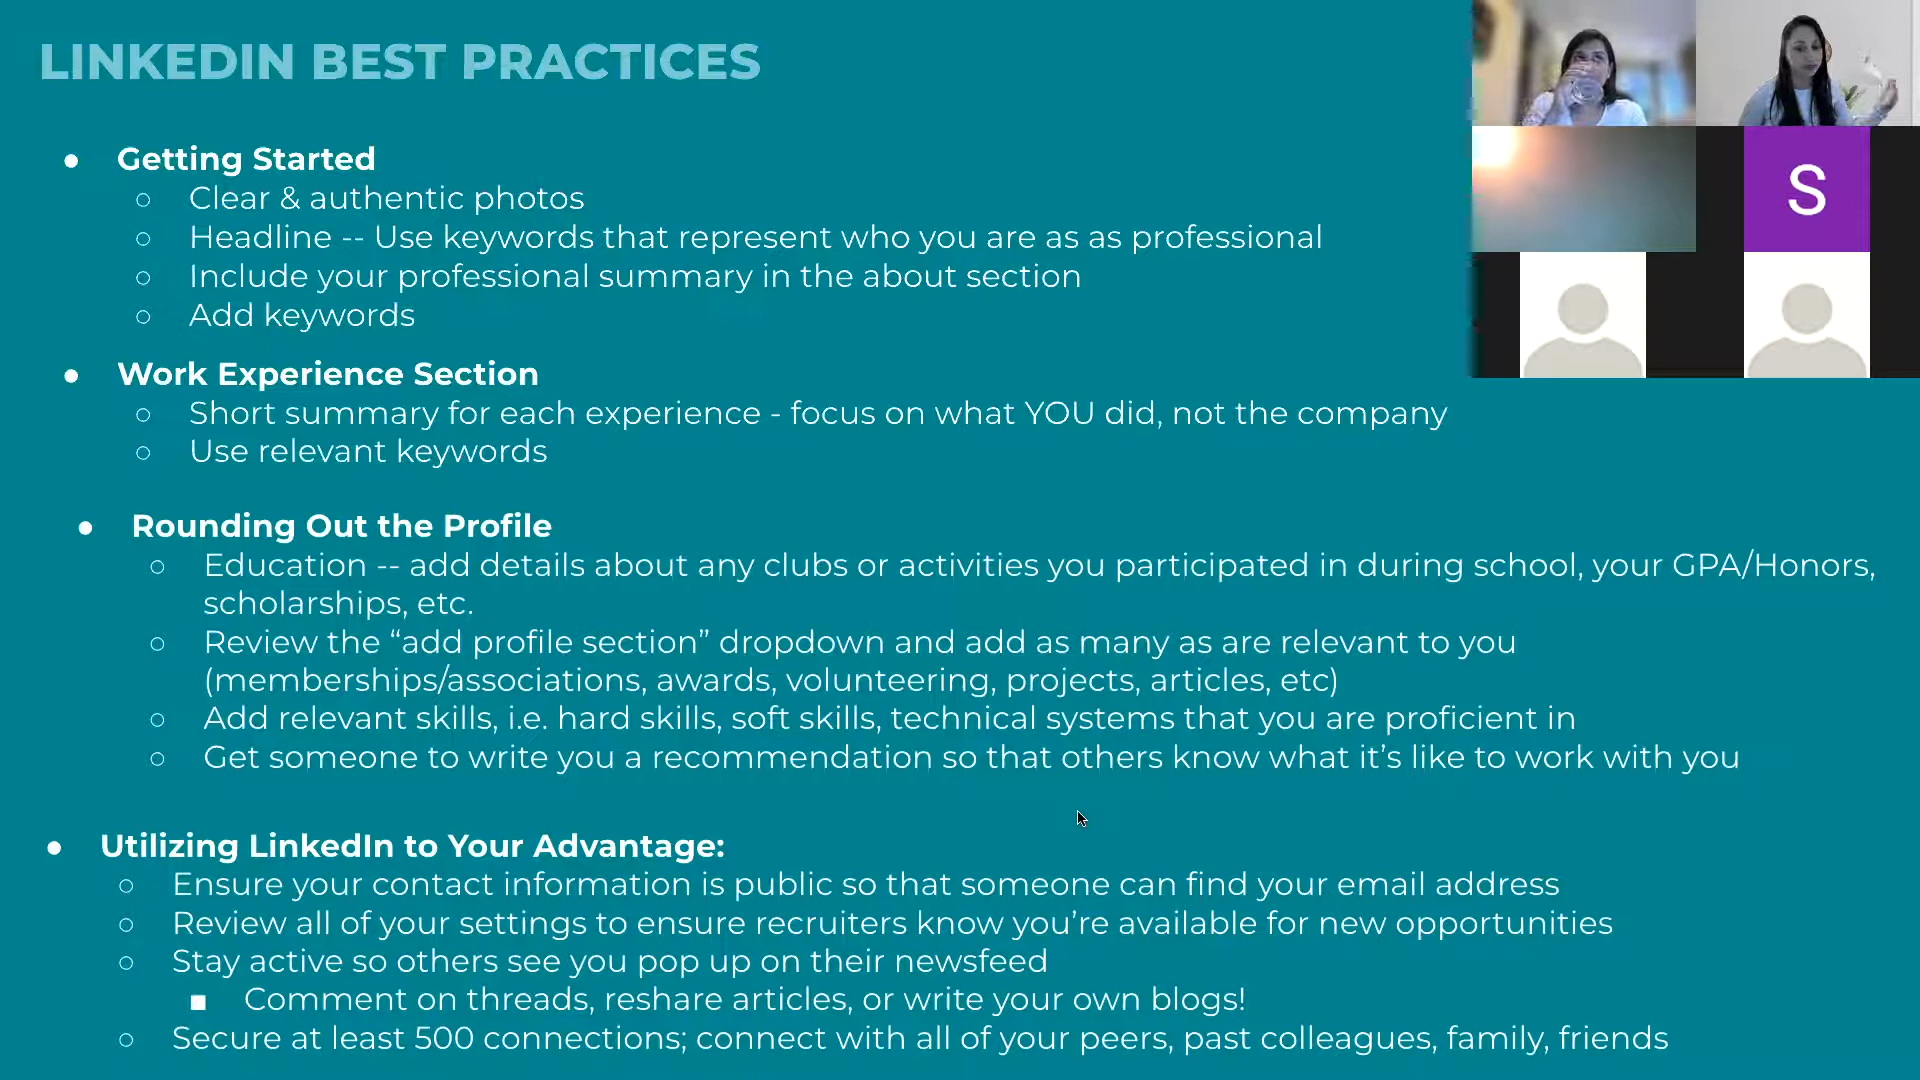 LINKEDIN BEST PRACTICES
● Getting Started
○ Clear & authentic photos
○ Headline -- Use keywords that represent who you are as as professional
○ Include your professional summary in the about section
○ Add keywords
● Work Experience Section
○ Short summary for each experience - focus on what YOU did, not the company
○ Use relevant keywords
● Rounding Out the Profile
○ Education -- add details about any clubs or activities you participated in during school, your GPA/Honors,
scholarships, etc.
○ Review the “add profile section” dropdown and add as many as are relevant to you
(memberships/associations, awards, volunteering, projects, articles, etc)
○ Add relevant skills, i.e. hard skills, soft skills, technical systems that you are proficient in
○ Get someone to write you a recommendation so that others know what it’s like to work with you
● Utilizing LinkedIn to Your Advantage:
○ Ensure your contact information is public so that someone can find your email address
○ Review all of your settings to ensure recruiters know you’re available for new opportunities
○ Stay active so others see you pop up on their newsfeed
■ Comment on threads, reshare articles, or write your own blogs!
○ Secure at least 500 connections; connect with all of your peers, past colleagues, family, friends
S